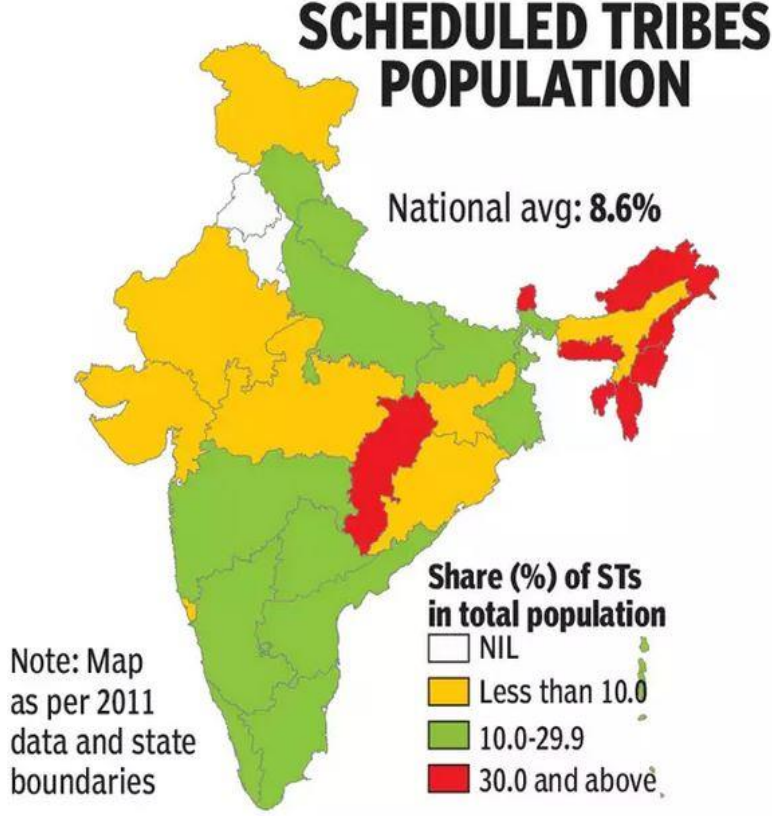 SCHEDULED TRIBES
POPULATION
National avg: 8.6%
Share (%) of STs
in total population
NIL
Less than 10.0
10.0-29.9
30.0 and above
Note: Map
as per 2011
data and state
boundaries